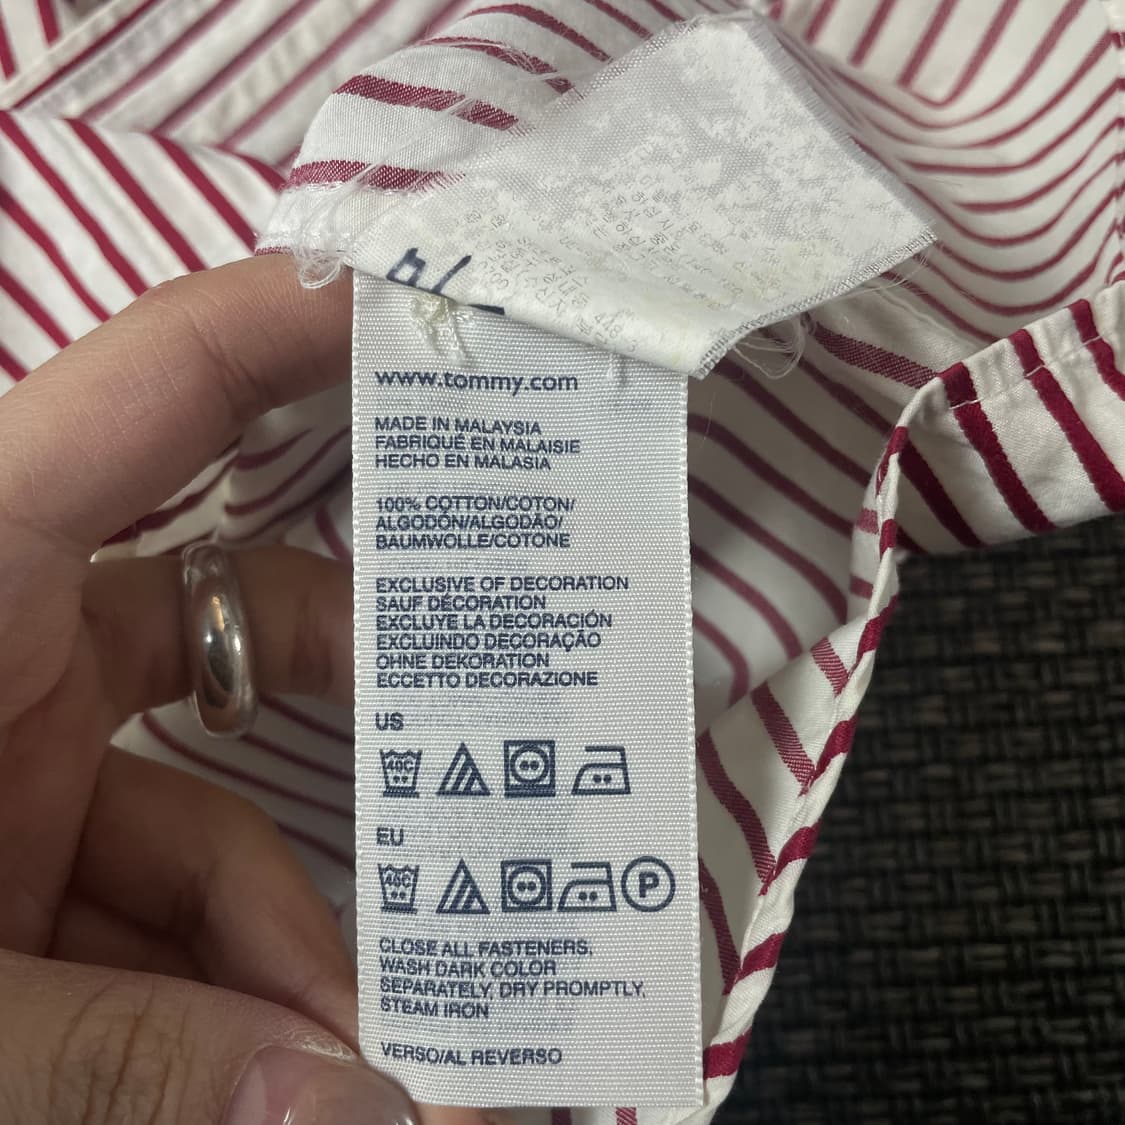 www.tommy.com
MADE IN MALAYSIA
FABRIQUÉ EN MALAISIE
HECHO EN MALASIA
100% COTTON/COTON/
ALGODÓN/ALGODÃO/
BAUMWOLLE/COTONE
EXCLUSIVE OF DECORATION
SAUF DÉCORATION
EXCLUYE LA DECORACIÓN
EXCLUINDO DECORAÇÃO
OHNE DEKORATION
ECCETTO DECORAZIONE
US
40C
EU
40C
P
CLOSE ALL FASTENERS,
WASH DARK COLOR
SEPARATELY, DRY PROMPTLY,
STEAM IRON
VERSO/AL REVERSO